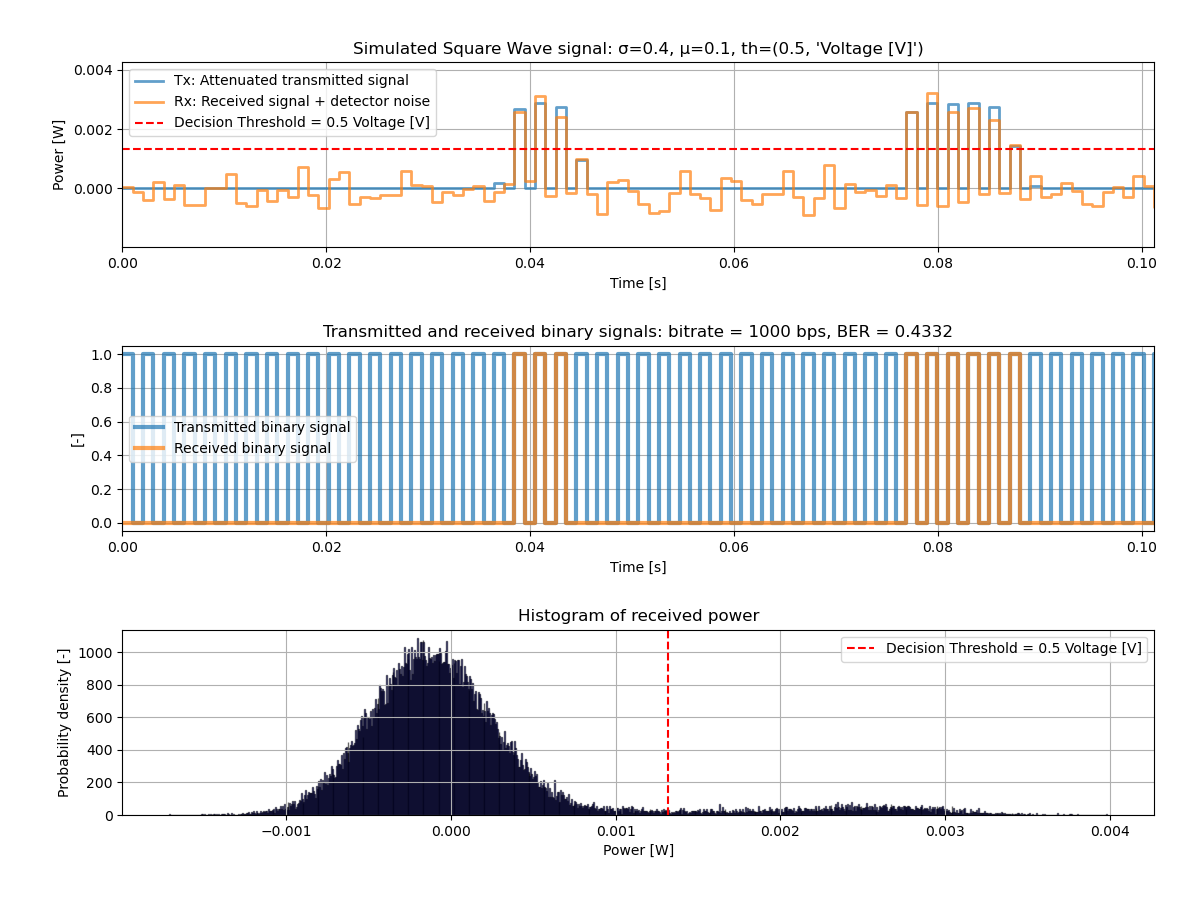 Simulated Square Wave signal: σ=0.4, μ=0.1, th=(0.5, 'Voltage [V]')
Power [W]
0.004
0.002
0.000
Tx: Attenuated transmitted signal
Rx: Received signal + detector noise
Decision Threshold = 0.5 Voltage [V]
0.00 0.02 0.04 0.06 0.08 0.10
Time [s]
Transmitted and received binary signals: bitrate = 1000 bps, BER = 0.4332
[-]
1.0
0.8
0.6
0.4
0.2
0.0
Transmitted binary signal
Received binary signal
0.00 0.02 0.04 0.06 0.08 0.10
Time [s]
Histogram of received power
Probability density [-]
1000
800
600
400
200
0
Decision Threshold = 0.5 Voltage [V]
−0.001 0.000 0.001 0.002 0.003 0.004
Power [W]